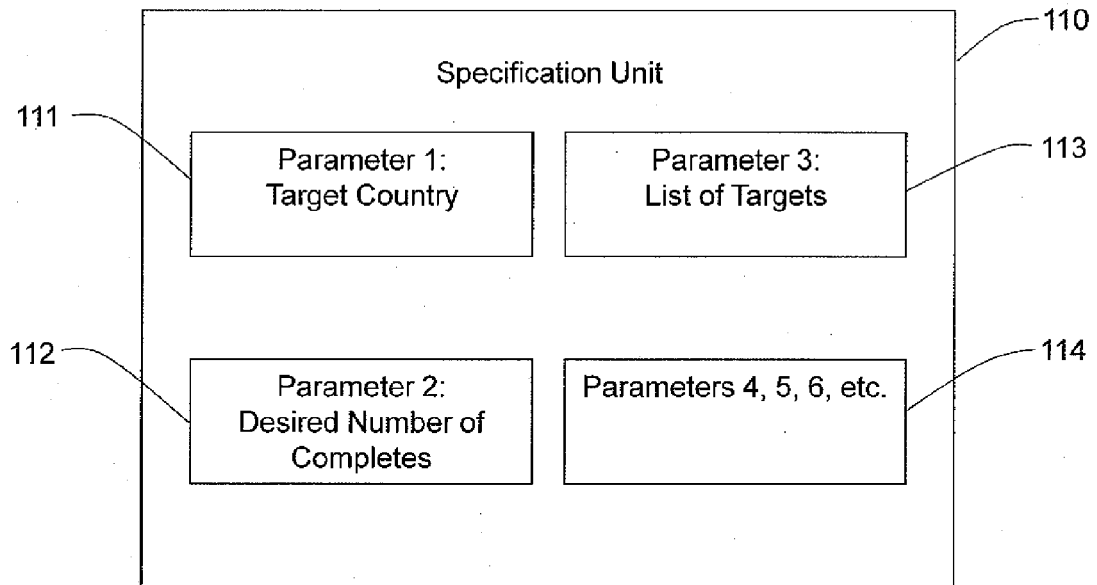 110
Specification Unit
111
Parameter 1:
Target Country
Parameter 3:
List of Targets
113
112
Parameter 2:
Desired Number of
Completes
Parameters 4, 5, 6, etc.
114